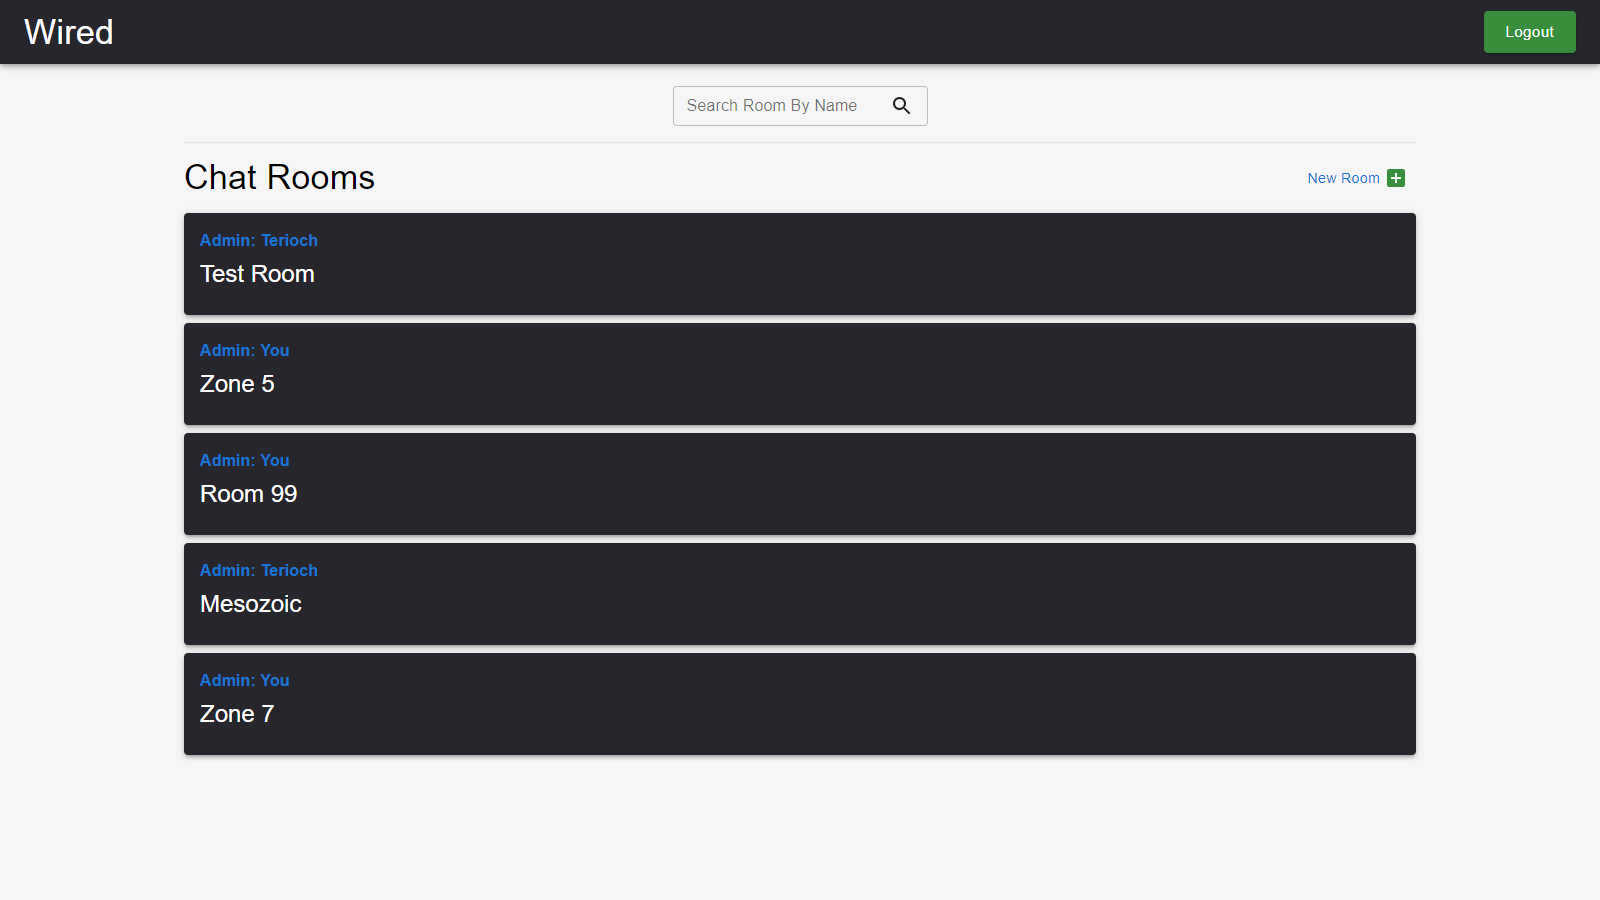 Wired
Logout
Search Room By Name
Chat Rooms
New Room
Admin: Terioch
Test Room
Admin: You
Zone 5
Admin: You
Room 99
Admin: Terioch
Mesozoic
Admin: You
Zone 7